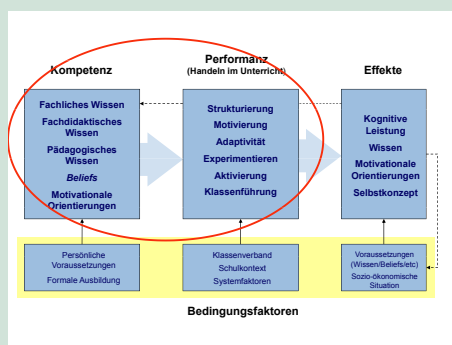 Kompetenz
Performanz
(Handeln im Unterricht)
Effekte
Fachliches Wissen
Fachdidaktisches
Wissen
Pädagogisches
Wissen
Beliefs
Motivationale
Orientierungen
Strukturierung
Motivierung
Adaptivität
Experimentieren
Aktivierung
Klassenführung
Kognitive
Leistung
Wissen
Motivationale
Orientierungen
Selbstkonzept
Persönliche
Voraussetzungen
Formale Ausbildung
Klassenverband
Schulkontext
Systemfaktoren
Voraussetzungen
(Wissen/Beliefs/etc)
Sozio-ökonomische
Situation
Bedingungsfaktoren